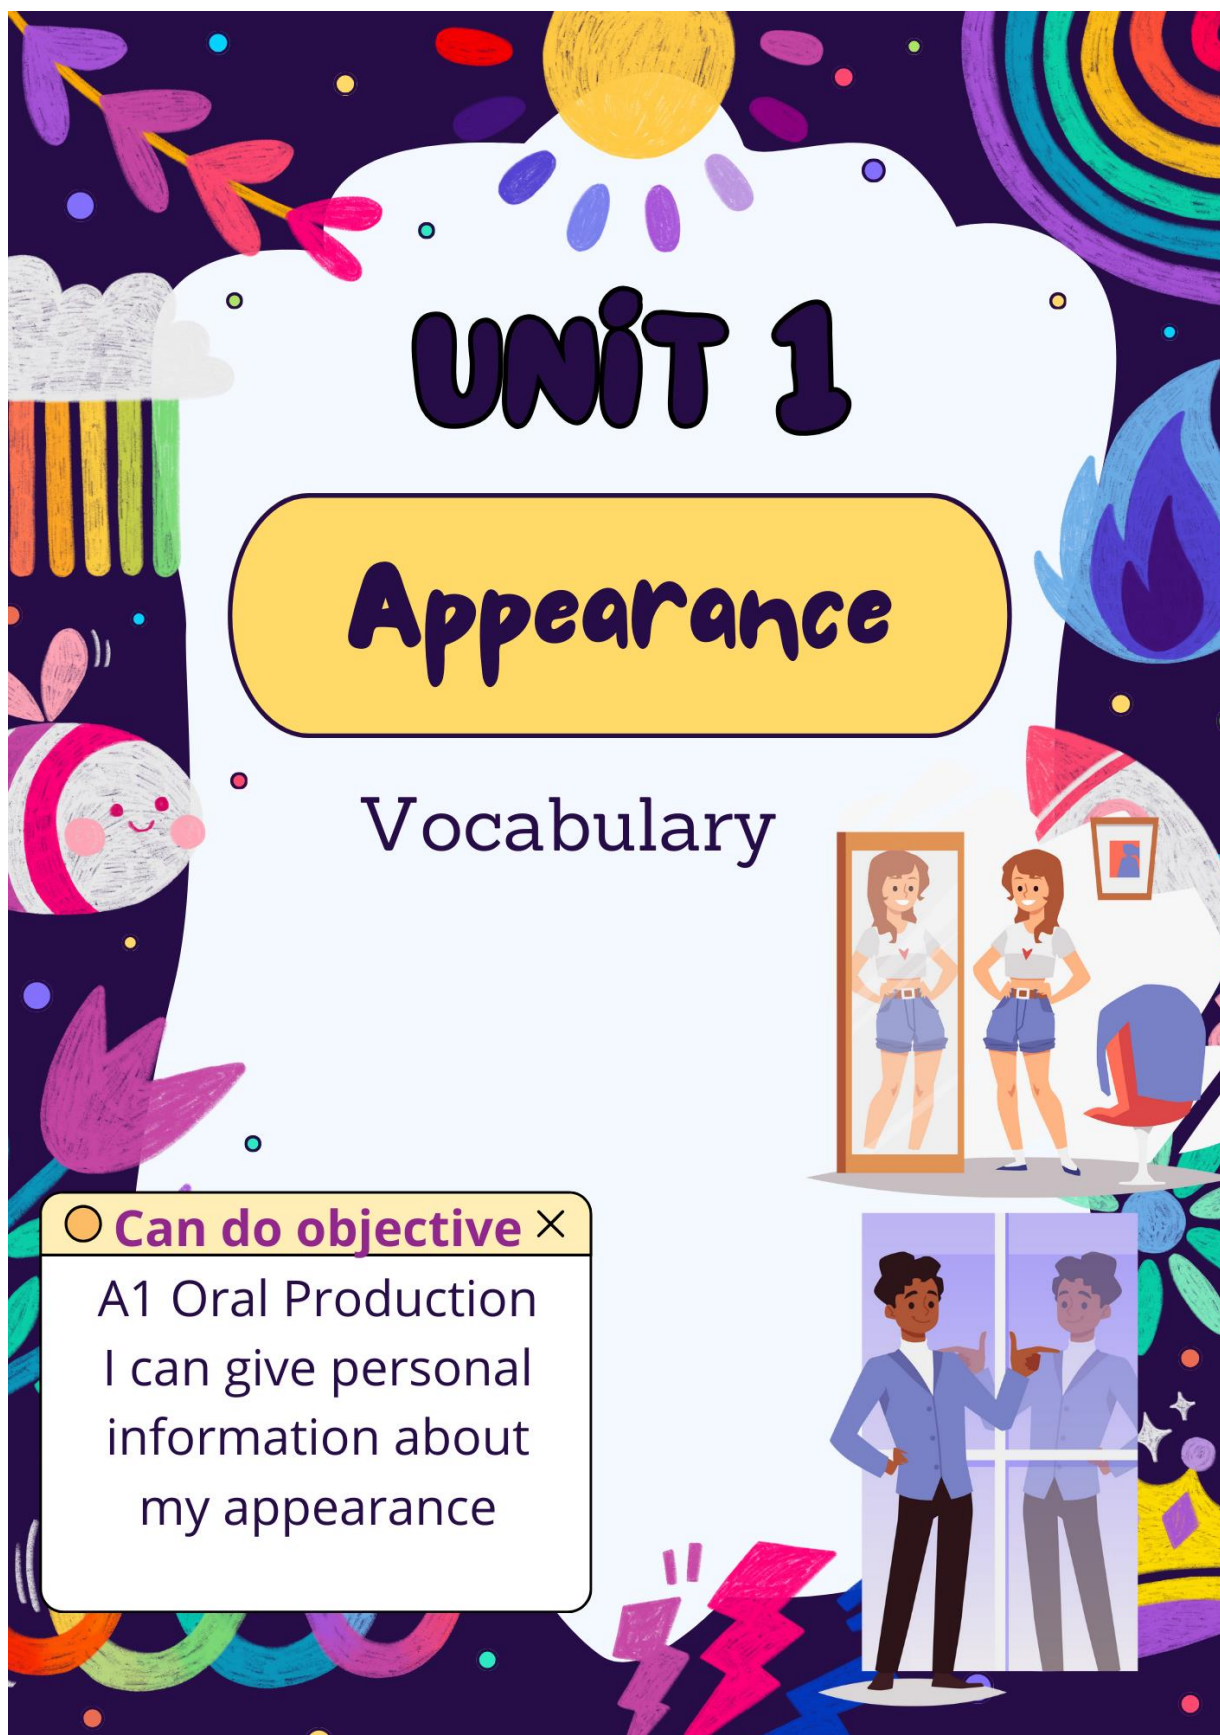 UNiT 1
Appearance
Vocabulary
Can do objective
A1 Oral Production
I can give personal
information about
my appearance